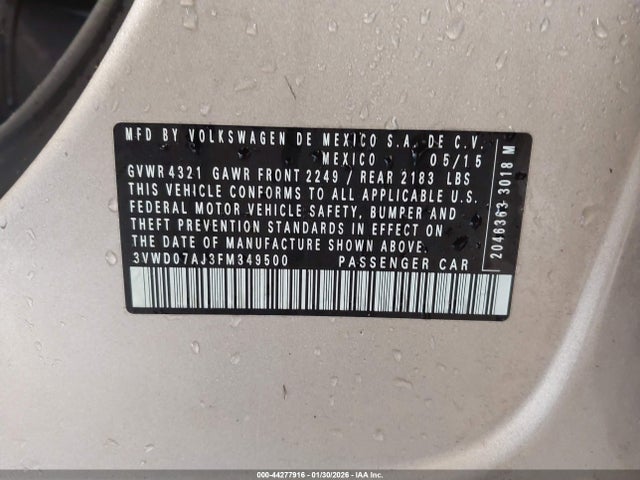 MFD BY VOLKSWAGEN DE MEXICO S.A. DE C.V.
MEXICO 05/15
GVWR 4321 GAWR FRONT 2249 / REAR 2183 LBS
THIS VEHICLE CONFORMS TO ALL APPLICABLE U.S.
FEDERAL MOTOR VEHICLE SAFETY, BUMPER AND
THEFT PREVENTION STANDARDS IN EFFECT ON
THE DATE OF MANUFACTURE SHOWN ABOVE.
3VWD07AJ3FM349500 PASSENGER CAR
2046363 3018 M
000-44277916 - 01/30/2026 - IAA Inc.